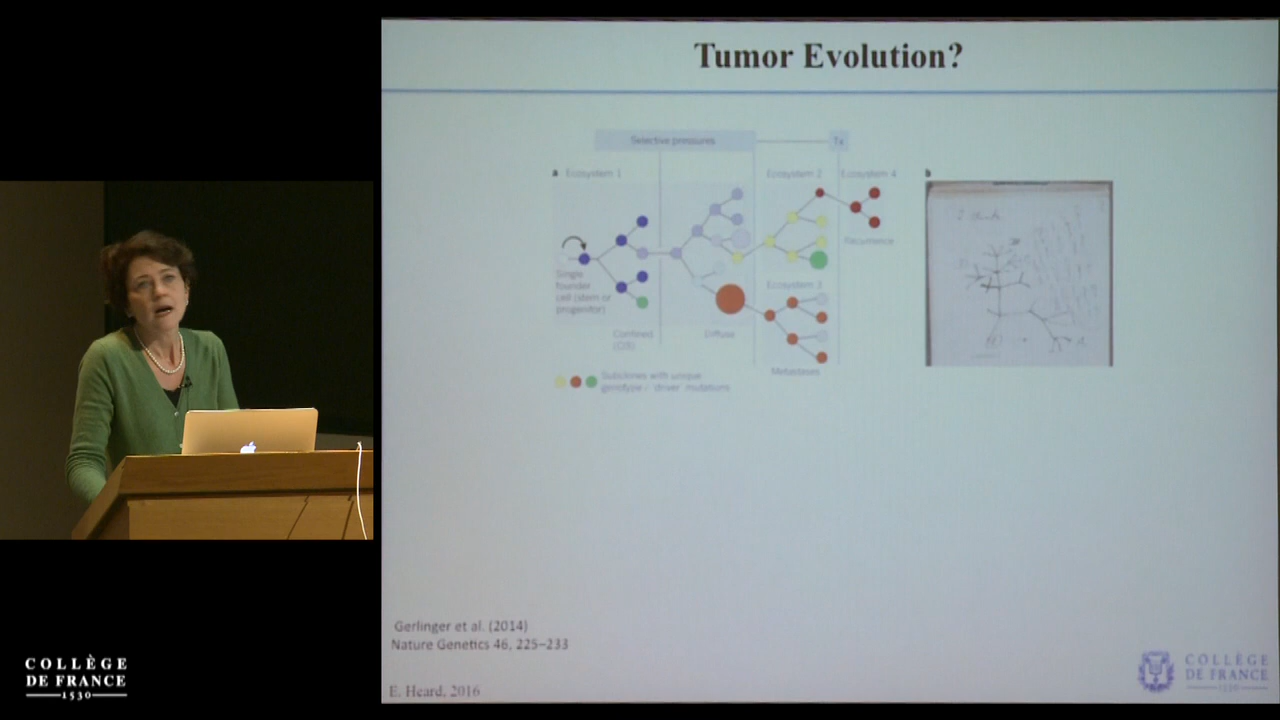 Tumor Evolution?
Selective pressures
Tx
a
Ecosystem 1
Ecosystem 2
Ecosystem 4
b
I think
Recurrence
Single
founder
cell (stem or
progenitor)
Ecosystem 3
Confined
(CIS)
Diffuse
Metastases
Subclones with unique
genotype 'driver' mutations
Gerlinger et al. (2014)
Nature Genetics 46, 225–233
E. Heard, 2016
COLLÈGE
DE FRANCE
1530
COLLÈGE
DE FRANCE
1530